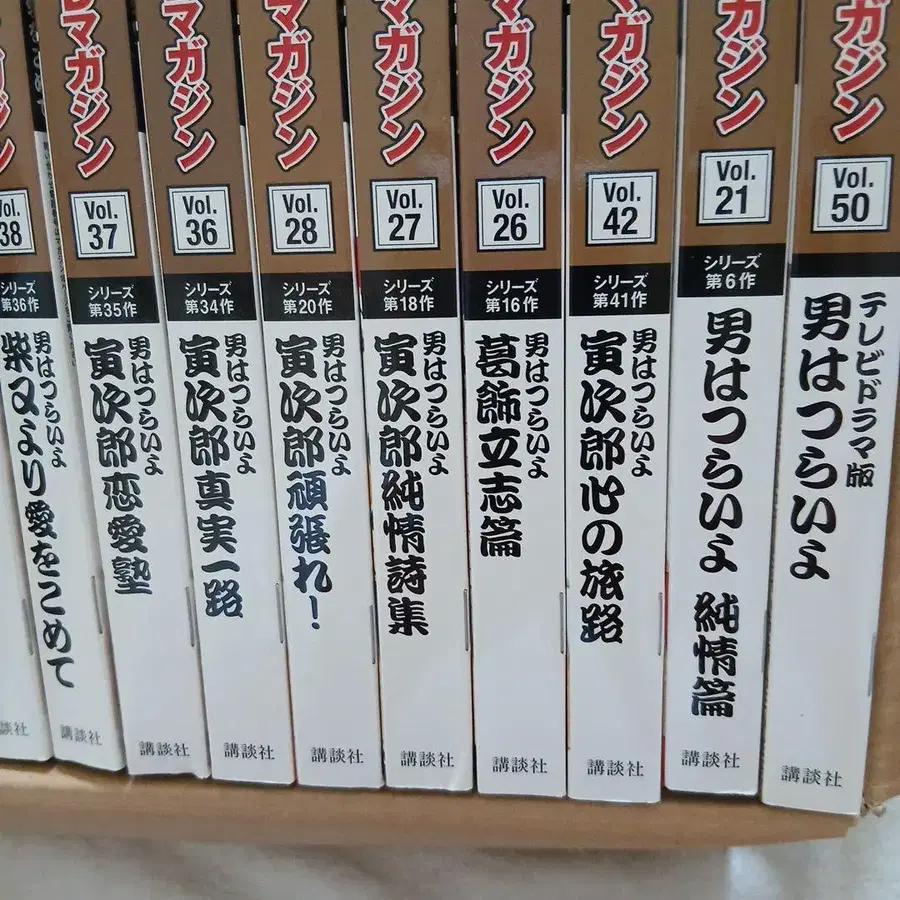 談社
ガジン
Vol.
38
シリーズ
第36作
男はつらいよ
柴又より愛をこめて
講談社
マガジン
Vol.
37
シリーズ
第35作
男はつらいよ
寅次郎恋愛塾
講談社
マガジン
Vol.
36
シリーズ
第34作
男はつらいよ
寅次郎真実一路
講談社
マガジン
Vol.
28
シリーズ
第20作
男はつらいよ
寅次郎頑張れ!
講談社
マガジン
Vol.
27
シリーズ
第18作
男はつらいよ
寅次郎純情詩集
講談社
マガジン
Vol.
26
シリーズ
第16作
男はつらいよ
葛飾立志篇
講談社
マガジン
Vol.
42
シリーズ
第41作
男はつらいよ
寅次郎心の旅路
講談社
ガジン
Vol.
21
シリーズ
第6作
男はつらいよ 純情篇
講談社
ガジン
Vol.
50
テレビドラマ版
男はつらいよ
講談社